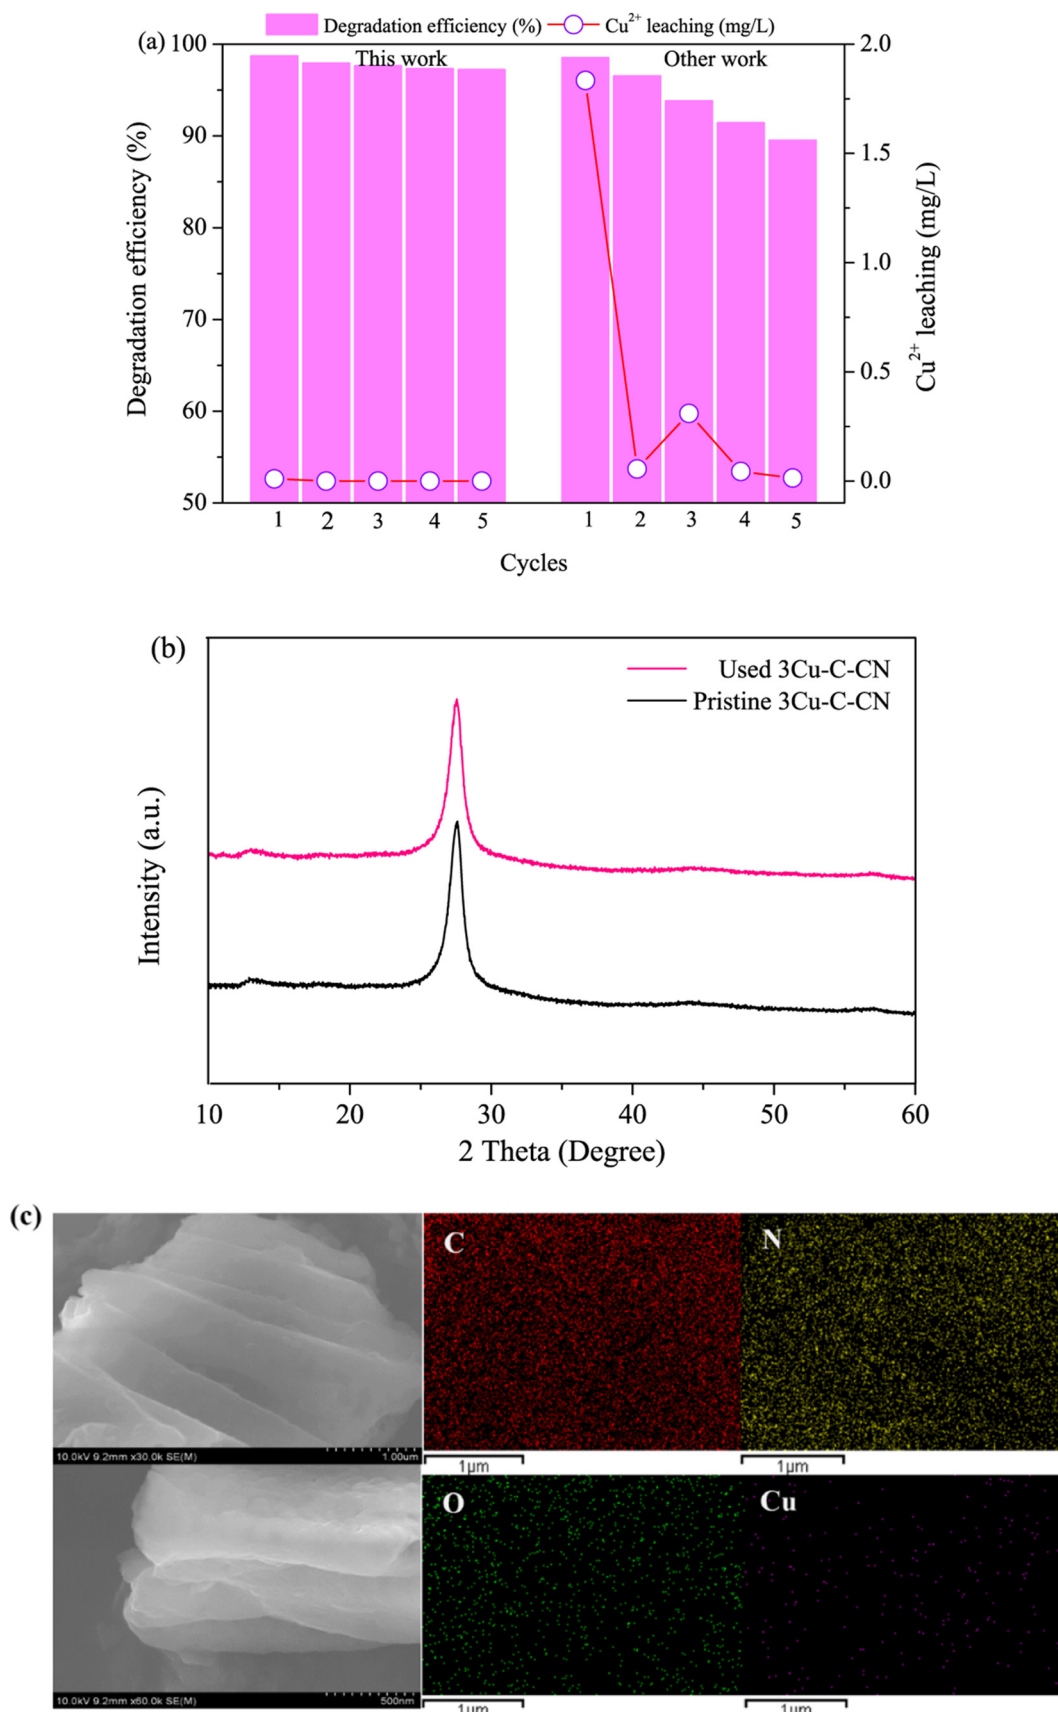 Degradation efficiency (%) Cu²⁺ leaching (mg/L)
(a)
This work Other work
100
90
80
70
60
50
Degradation efficiency (%)
2.0
1.5
1.0
0.5
0.0
Cu²⁺ leaching (mg/L)
1 2 3 4 5 1 2 3 4 5
Cycles
(b)
Used 3Cu-C-CN
Pristine 3Cu-C-CN
Intensity (a.u.)
10 20 30 40 50 60
2 Theta (Degree)
(c)
C
N
10.0kV 9.2mm x30.0k SE(M) 1.00um
1μm
1μm
O
Cu
10.0kV 9.2mm x60.0k SE(M) 500nm
1μm
1μm